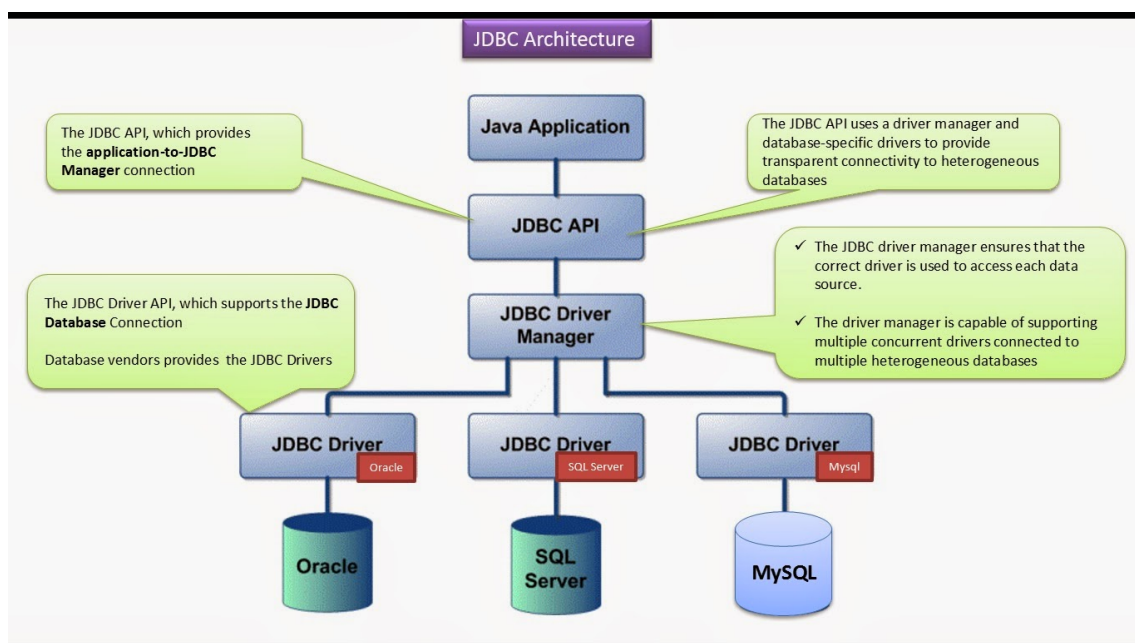 JDBC Architecture
Java Application
The JDBC API, which provides
the application-to-JDBC
Manager connection
The JDBC API uses a driver manager and
database-specific drivers to provide
transparent connectivity to heterogeneous
databases
JDBC API
✓ The JDBC driver manager ensures that the
correct driver is used to access each data
source.
✓ The driver manager is capable of supporting
multiple concurrent drivers connected to
multiple heterogeneous databases
The JDBC Driver API, which supports the JDBC
Database Connection
Database vendors provides the JDBC Drivers
JDBC Driver
Manager
JDBC Driver
Oracle
JDBC Driver
SQL Server
JDBC Driver
Mysql
Oracle
SQL
Server
MySQL